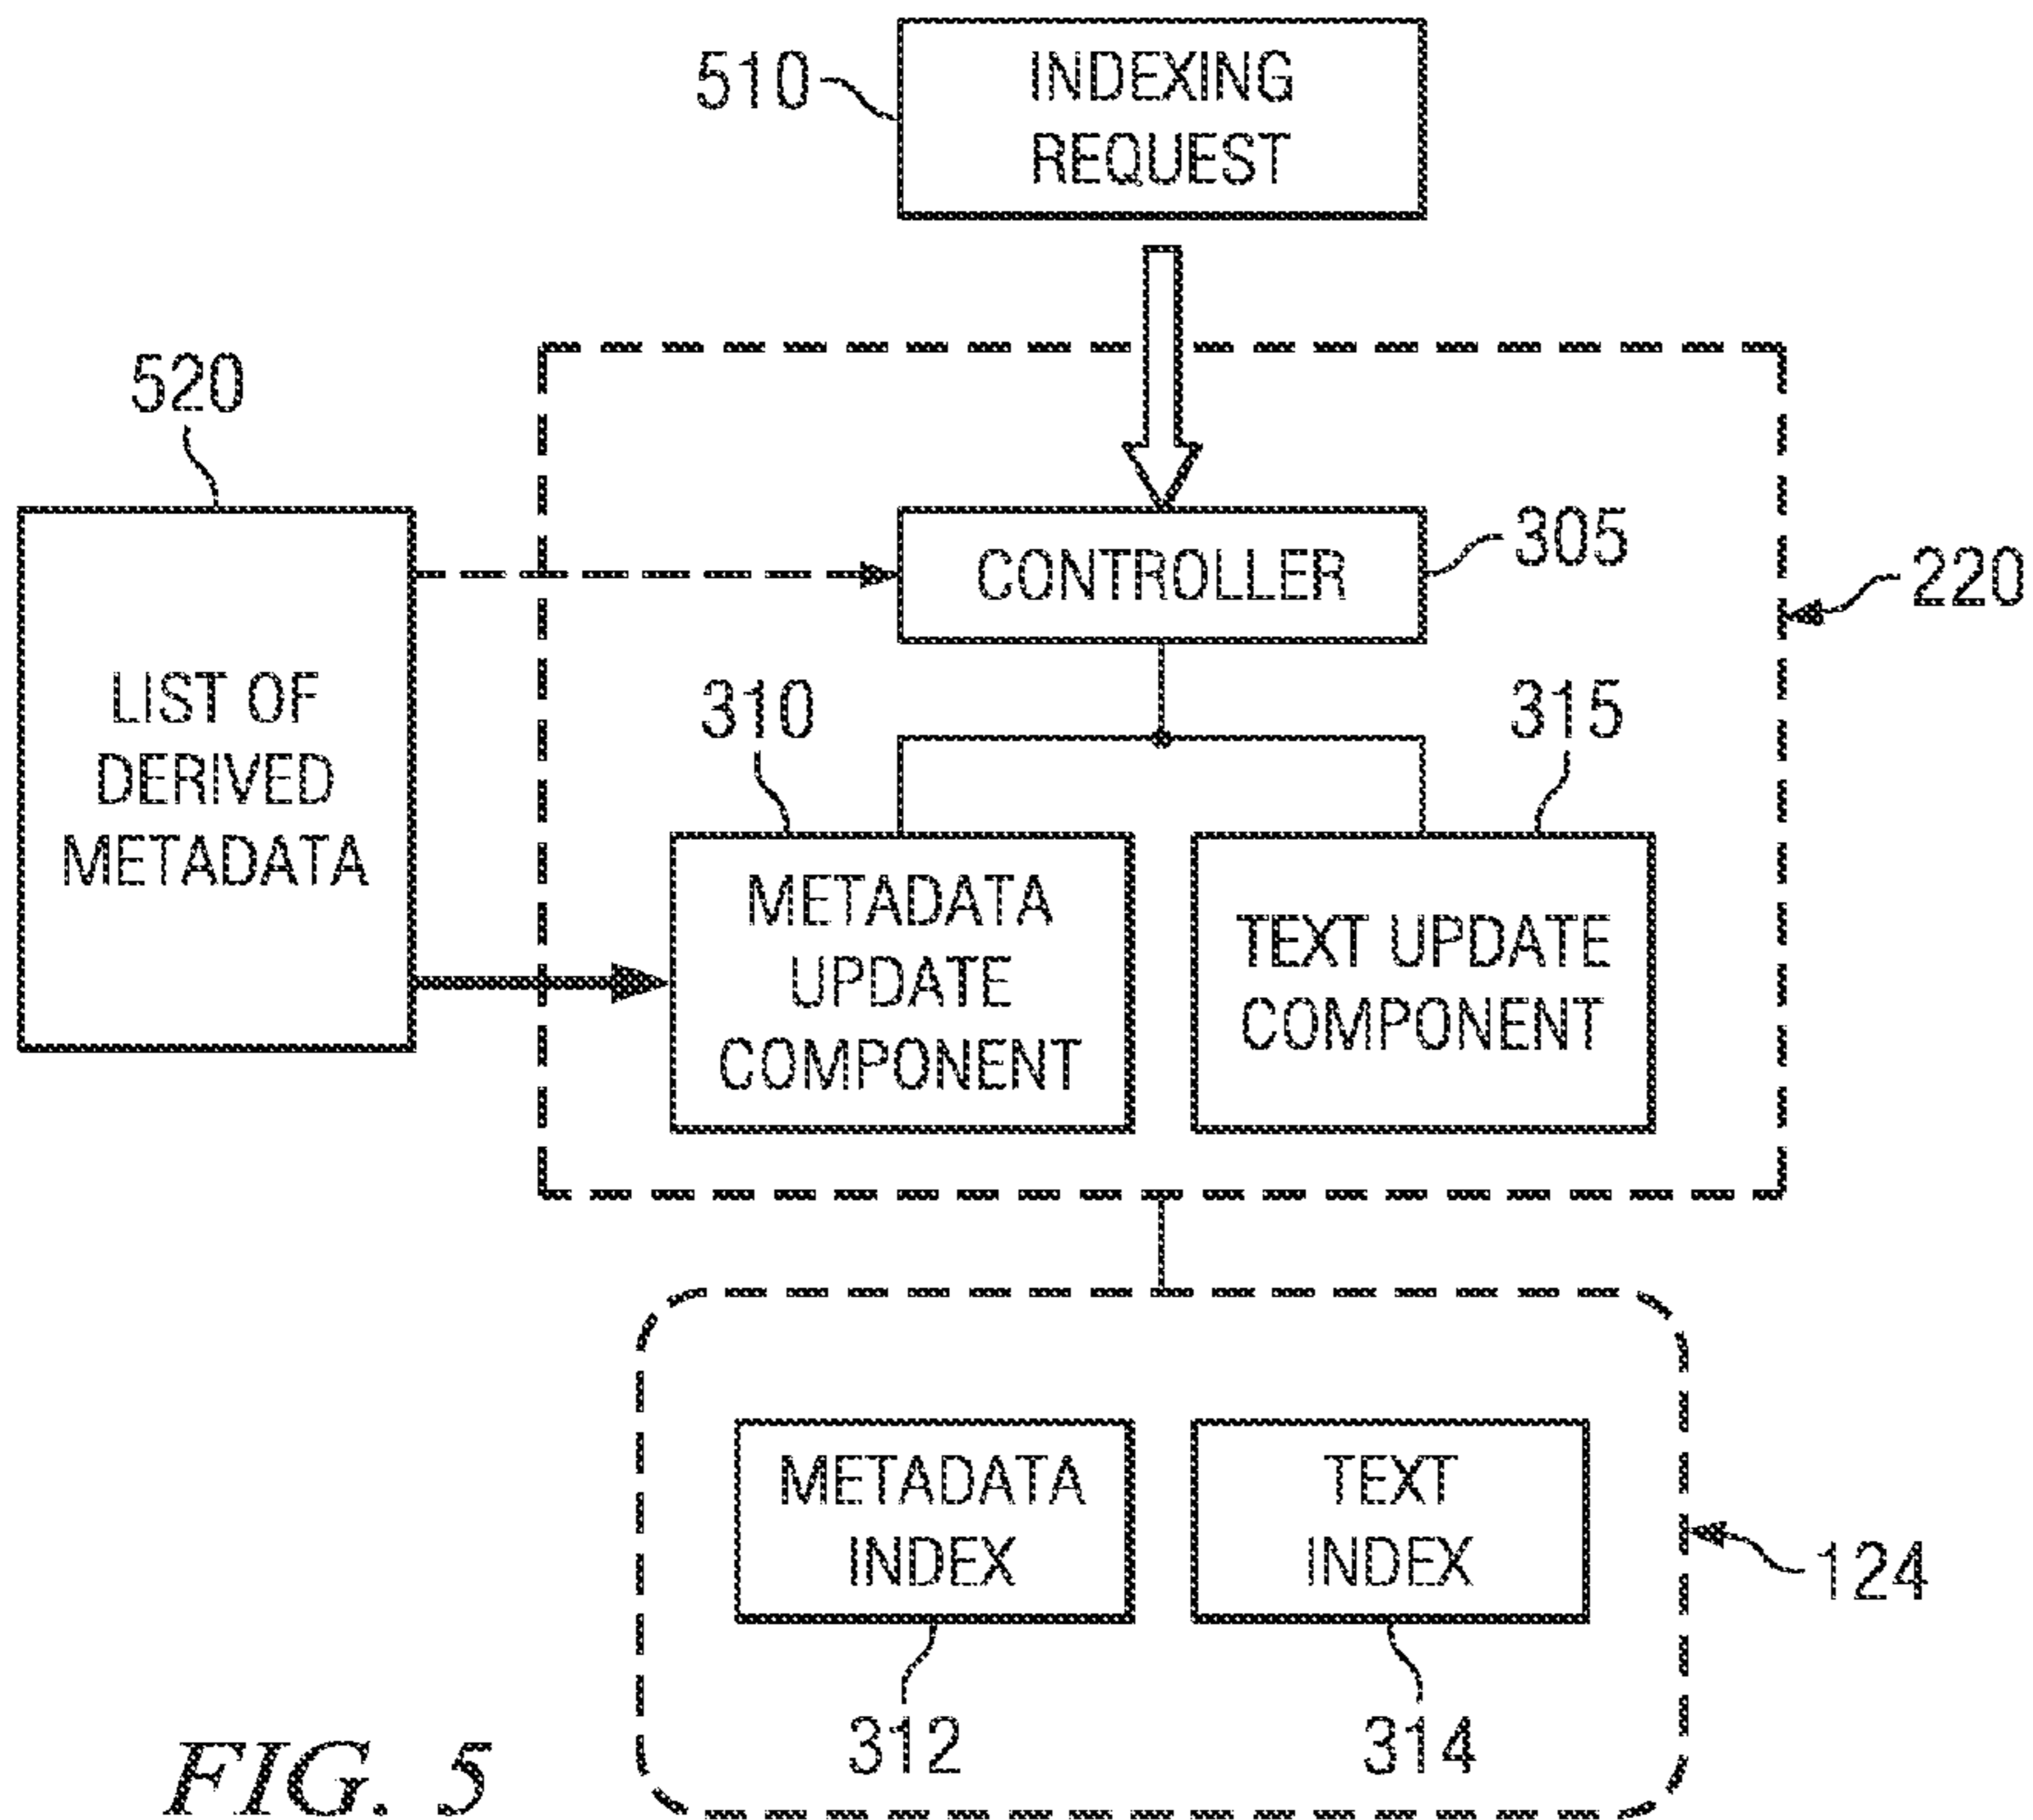 510
INDEXING
REQUEST
520
CONTROLLER
305
220
LIST OF
DERIVED
METADATA
310
315
METADATA
UPDATE
COMPONENT
TEXT UPDATE
COMPONENT
METADATA
INDEX
TEXT
INDEX
124
312
314
FIG. 5